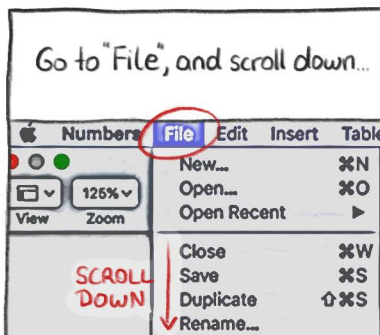 Go to "File", and scroll down...
Numbers File Edit Insert Table
125%
View Zoom
New... ⌘N
Open... ⌘O
Open Recent ▶
Close ⌘W
Save ⌘S
Duplicate ⇧⌘S
Rename...
SCROLL
DOWN